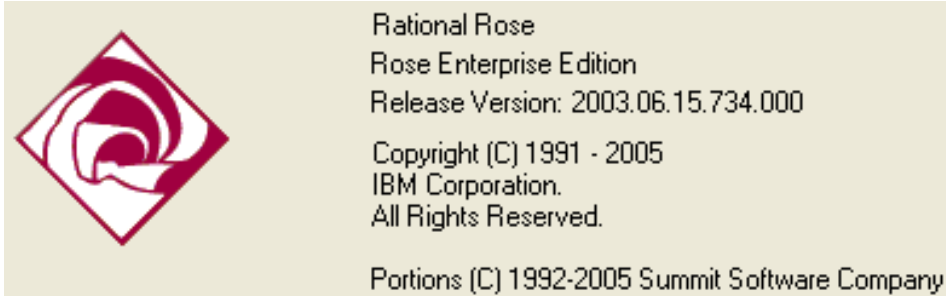 Rational Rose
Rose Enterprise Edition
Release Version: 2003.06.15.734.000
Copyright (C) 1991 - 2005
IBM Corporation.
All Rights Reserved.
Portions (C) 1992-2005 Summit Software Company